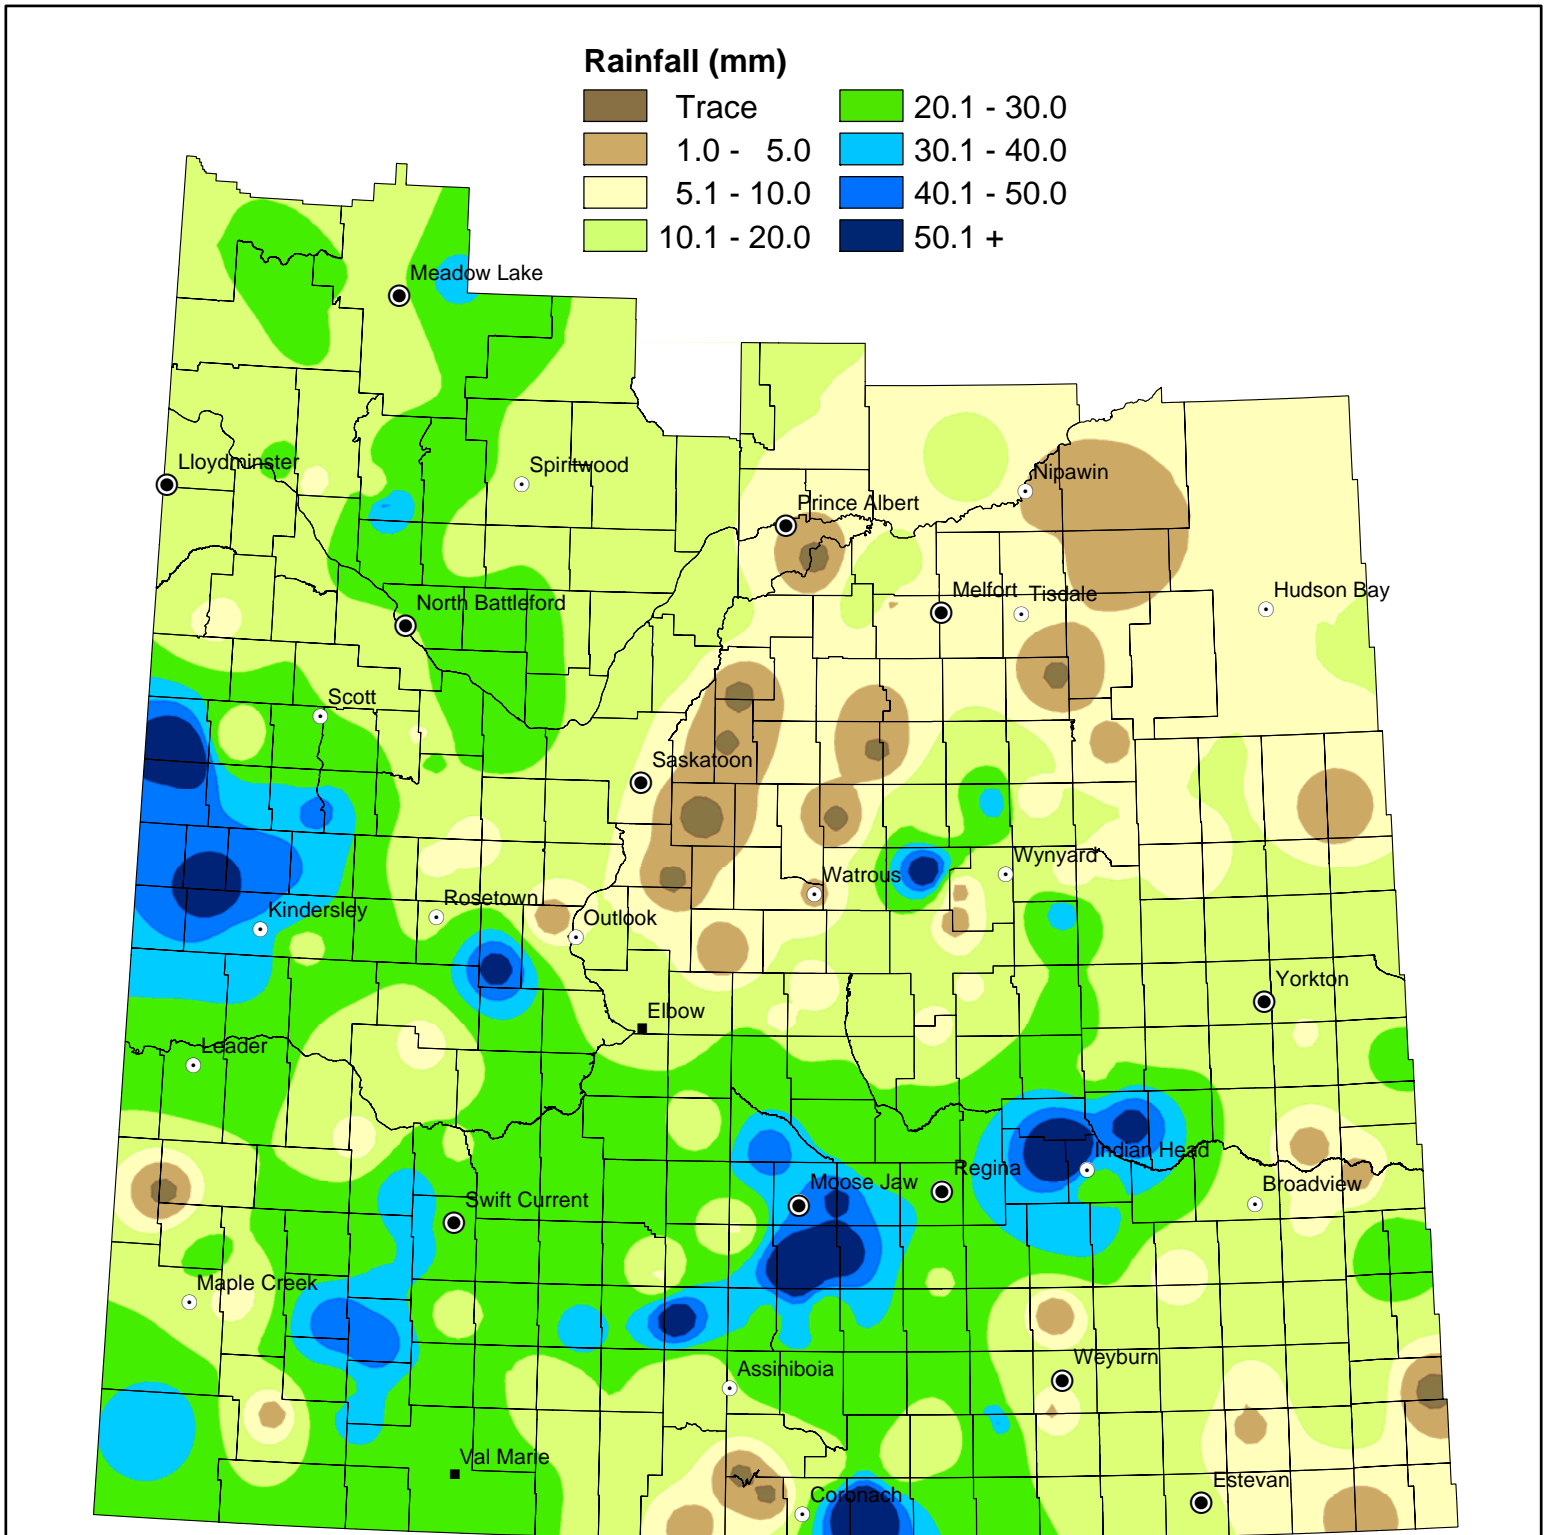 Rainfall (mm)
Trace
1.0 - 5.0
5.1 - 10.0
10.1 - 20.0
20.1 - 30.0
30.1 - 40.0
40.1 - 50.0
50.1 +
Meadow Lake
Lloydminster
Spiritwood
Nipawin
Prince Albert
Melfort
Tisdale
Hudson Bay
North Battleford
Scott
Saskatoon
Wynyard
Watrous
Rosetown
Kindersley
Outlook
Yorkton
Elbow
Leader
Indian Head
Regina
Moose Jaw
Broadview
Swift Current
Maple Creek
Weyburn
Assiniboia
Val Marie
Estevan
Coronach